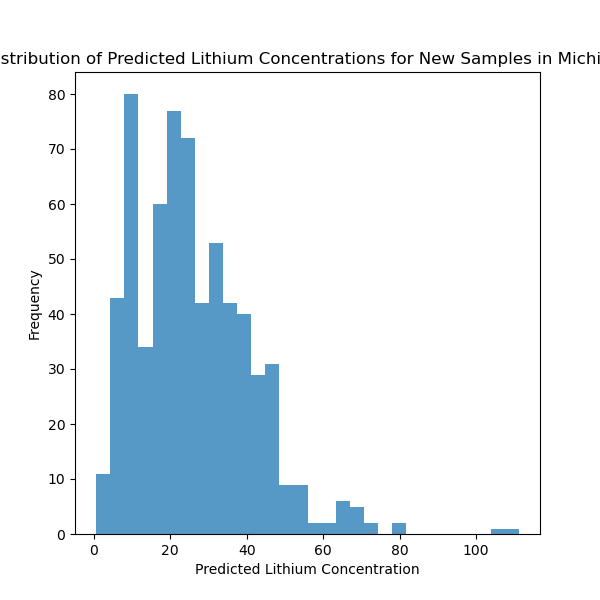 stribution of Predicted Lithium Concentrations for New Samples in Michi
80
70
60
50
40
30
20
10
0
Frequency
0 20 40 60 80 100
Predicted Lithium Concentration